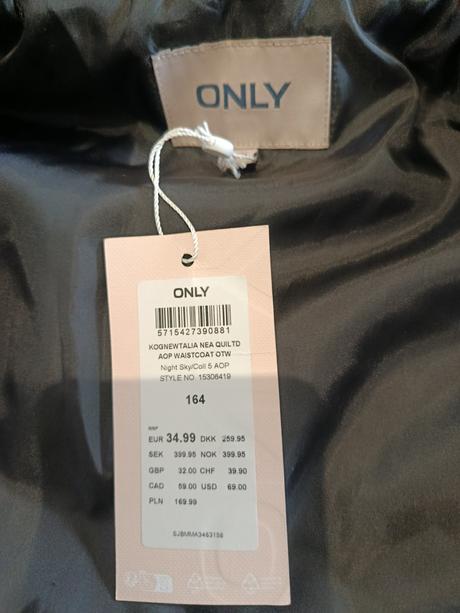 ONLY
ONLY
5715427390881
KOGNEWTALIA NEA QUILTD
AOP WAISTCOAT OTW
Night Sky/Coll 5 AOP
STYLE NO. 15306419
164
RRP
EUR 34.99 DKK 259.95
SEK 399.95 NOK 399.95
GBP 32.00 CHF 39.90
CAD 59.00 USD 69.00
PLN 169.99
SJBMMA3463156